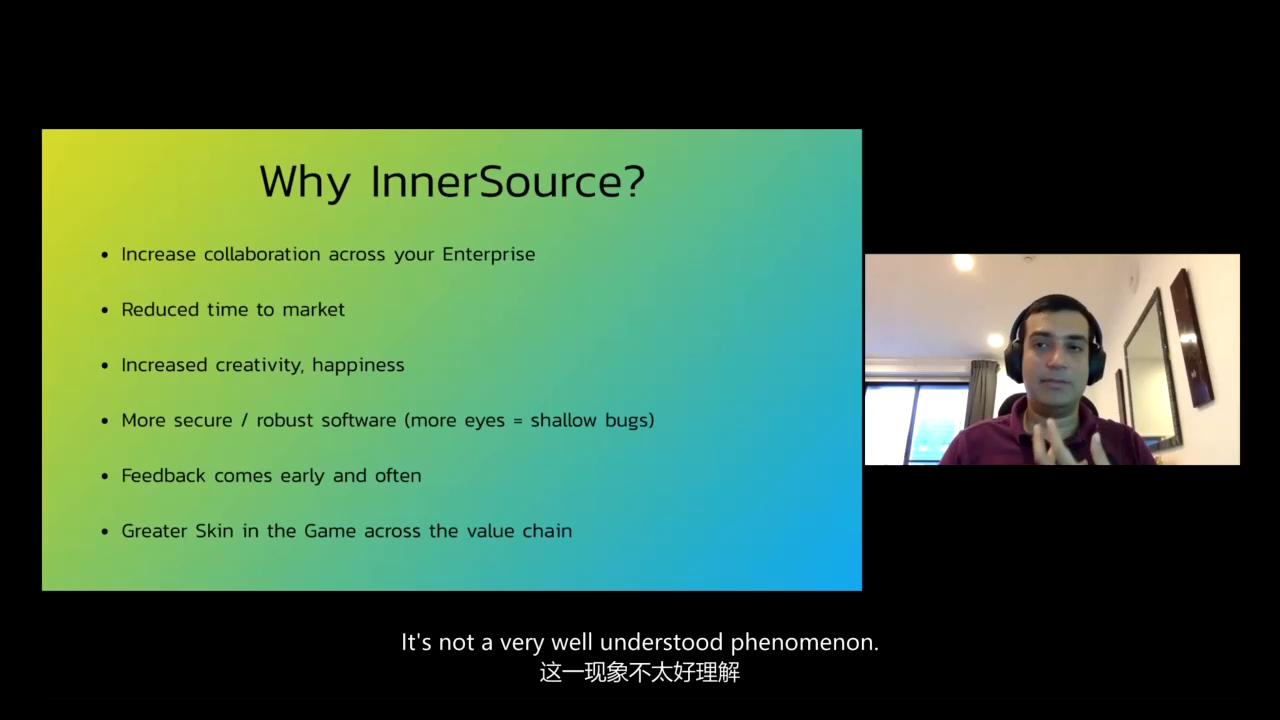 Why InnerSource?
• Increase collaboration across your Enterprise
• Reduced time to market
• Increased creativity, happiness
• More secure / robust software (more eyes = shallow bugs)
• Feedback comes early and often
• Greater Skin in the Game across the value chain
It's not a very well understood phenomenon.
这一现象不太好理解